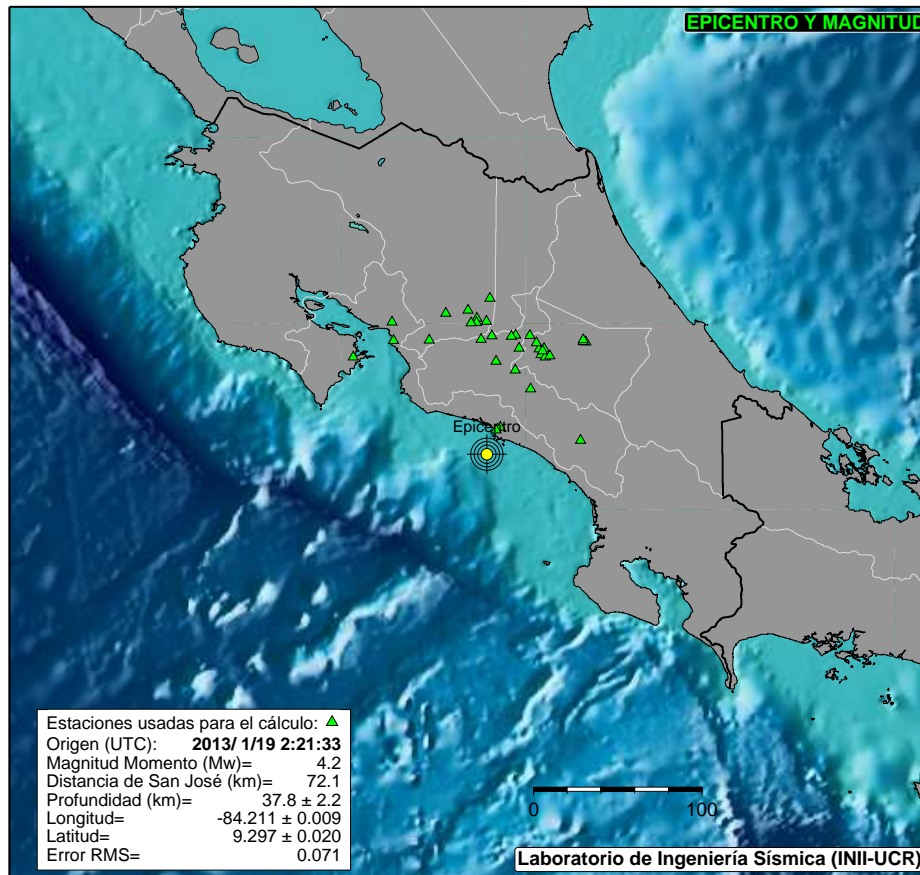 EPICENTRO Y MAGNITUD
Epicentro
Estaciones usadas para el cálculo:
Origen (UTC): 2013/ 1/19 2:21:33
Magnitud Momento (Mw)= 4.2
Distancia de San José (km)= 72.1
Profundidad (km)= 37.8 ± 2.2
Longitud= -84.211 ± 0.009
Latitud= 9.297 ± 0.020
Error RMS= 0.071
0 100
Laboratorio de Ingeniería Sísmica (INII-UCR)